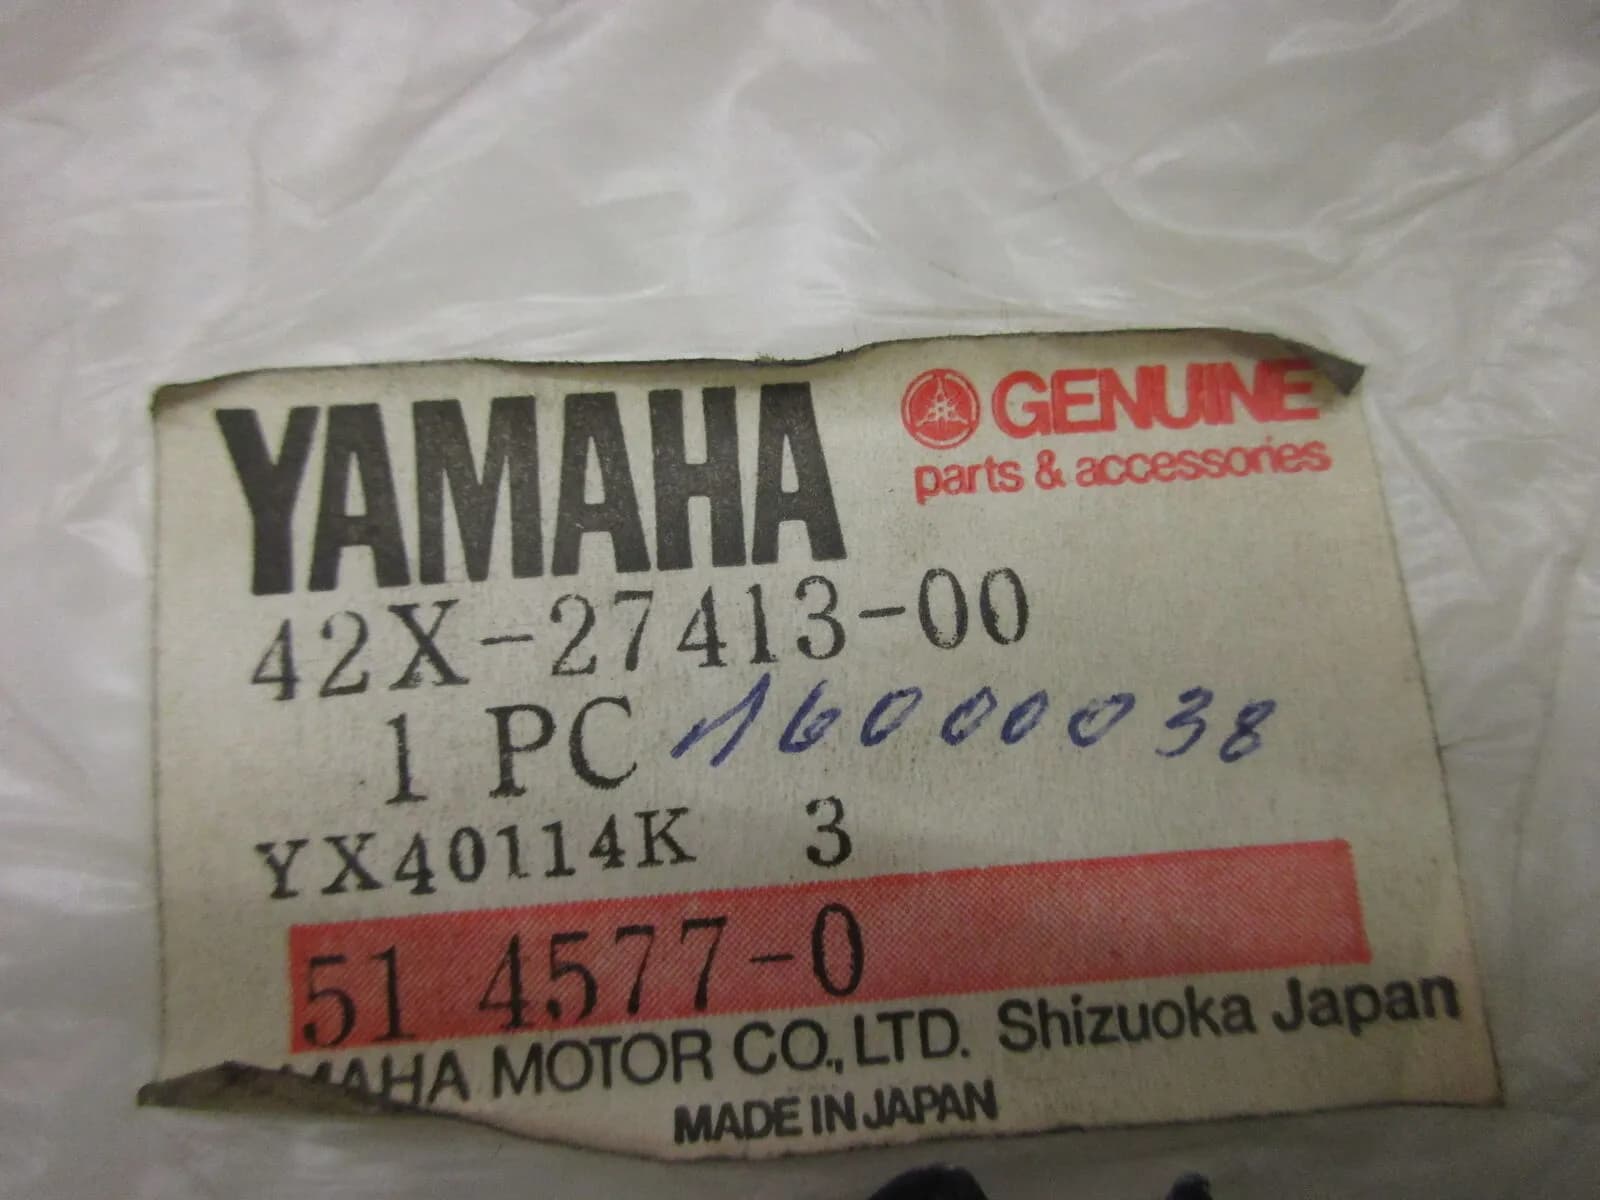 YAMAHA GENUINE
parts & accessories
42X-27413-00
1 PC 16000038
YX40114K 3
51 4577-0
MAHA MOTOR CO., LTD. Shizuoka Japan
MADE IN JAPAN